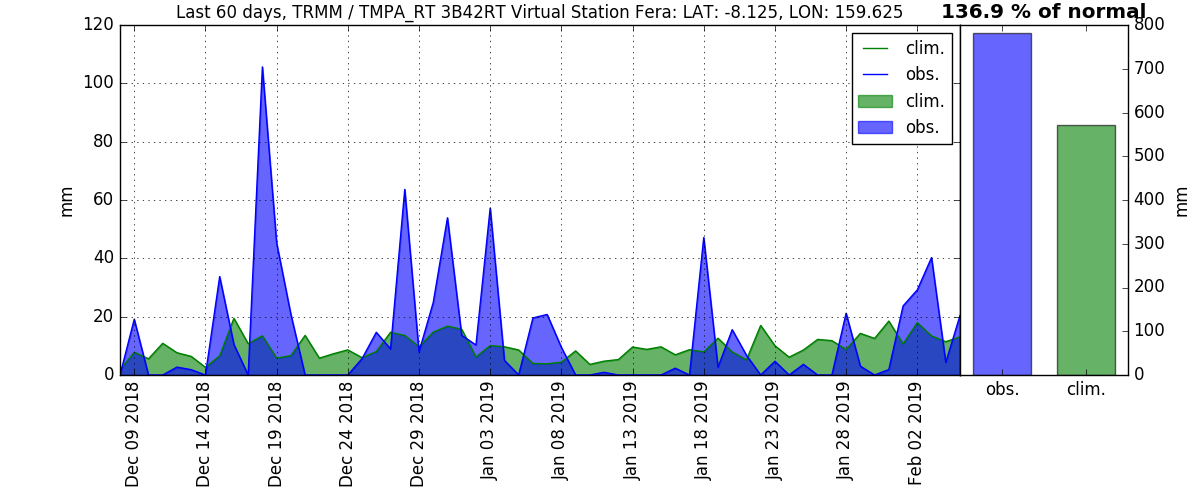 Last 60 days, TRMM / TMPA_RT 3B42RT Virtual Station Fera: LAT: -8.125, LON: 159.625
136.9 % of normal
120
100
80
60
40
20
0
mm
clim.
obs.
clim.
obs.
800
700
600
500
400
300
200
100
0
mm
Dec 09 2018
Dec 14 2018
Dec 19 2018
Dec 24 2018
Dec 29 2018
Jan 03 2019
Jan 08 2019
Jan 13 2019
Jan 18 2019
Jan 23 2019
Jan 28 2019
Feb 02 2019
obs.
clim.